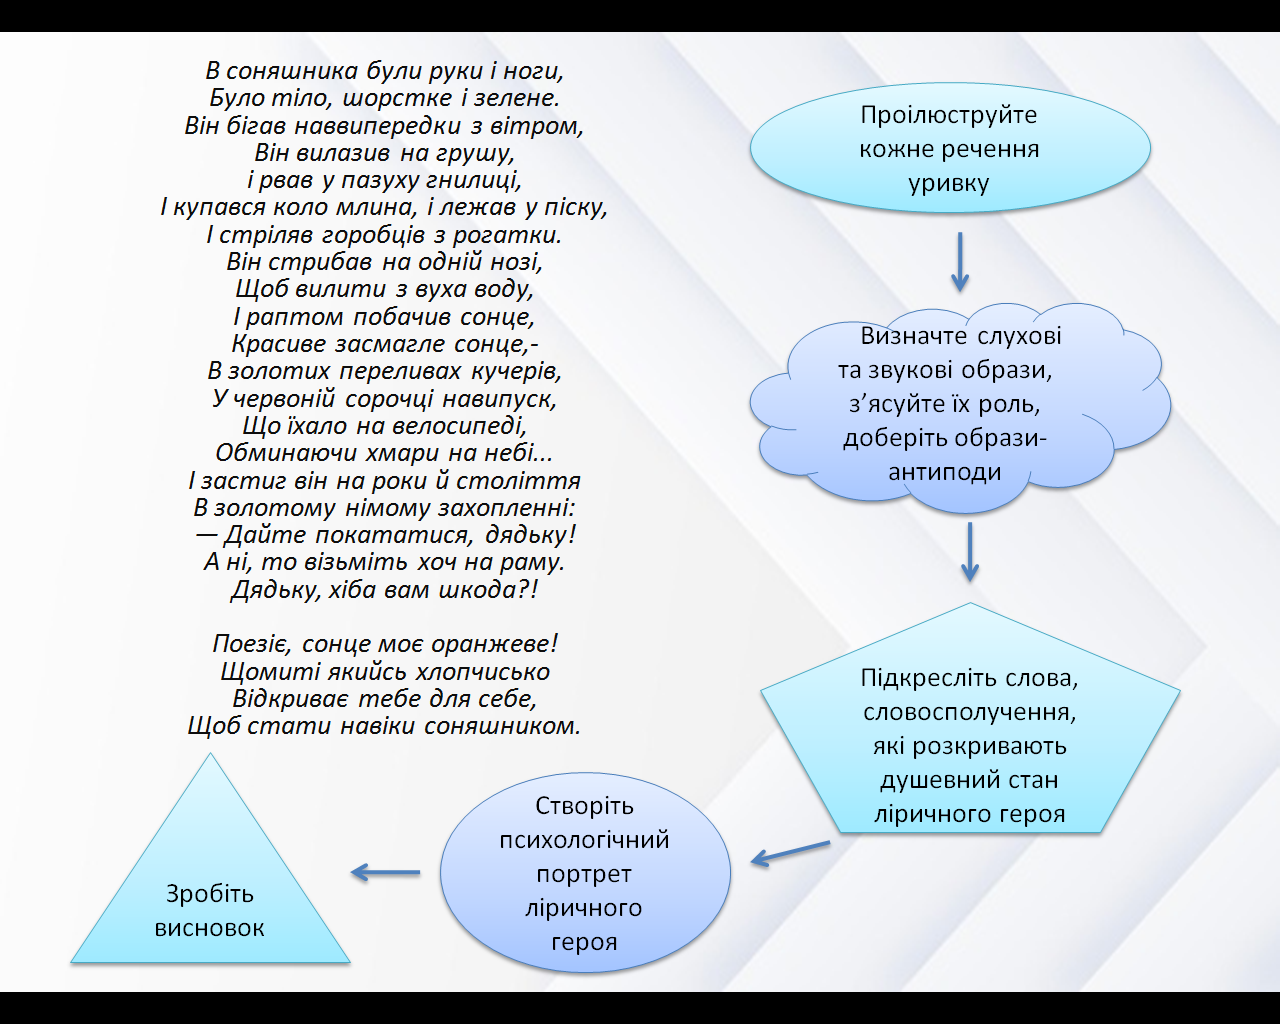 В соняшника були руки і ноги,
Було тіло, шорстке і зелене.
Він бігав наввипередки з вітром,
Він вилазив на грушу,
і рвав у пазуху гнилиці,
І купався коло млина, і лежав у піску,
І стріляв горобців з рогатки.
Він стрибав на одній нозі,
Щоб вилити з вуха воду,
І раптом побачив сонце,
Красиве засмагле сонце,-
В золотих переливах кучерів,
У червоній сорочці навипуск,
Що їхало на велосипеді,
Обминаючи хмари на небі...
І застиг він на роки й століття
В золотому німому захопленні:
— Дайте покататися, дядьку!
А ні, то візьміть хоч на раму.
Дядьку, хіба вам шкода?!
Поезіє, сонце моє оранжеве!
Щомиті якийсь хлопчисько
Відкриває тебе для себе,
Щоб стати навіки соняшником.
Проілюструйте
кожне речення
уривку
Визначте слухові
та звукові образи,
з’ясуйте їх роль,
доберіть образи-
антиподи
Підкресліть слова,
словосполучення,
які розкривають
душевний стан
ліричного героя
Створіть
психологічний
портрет
ліричного
героя
Зробіть
висновок